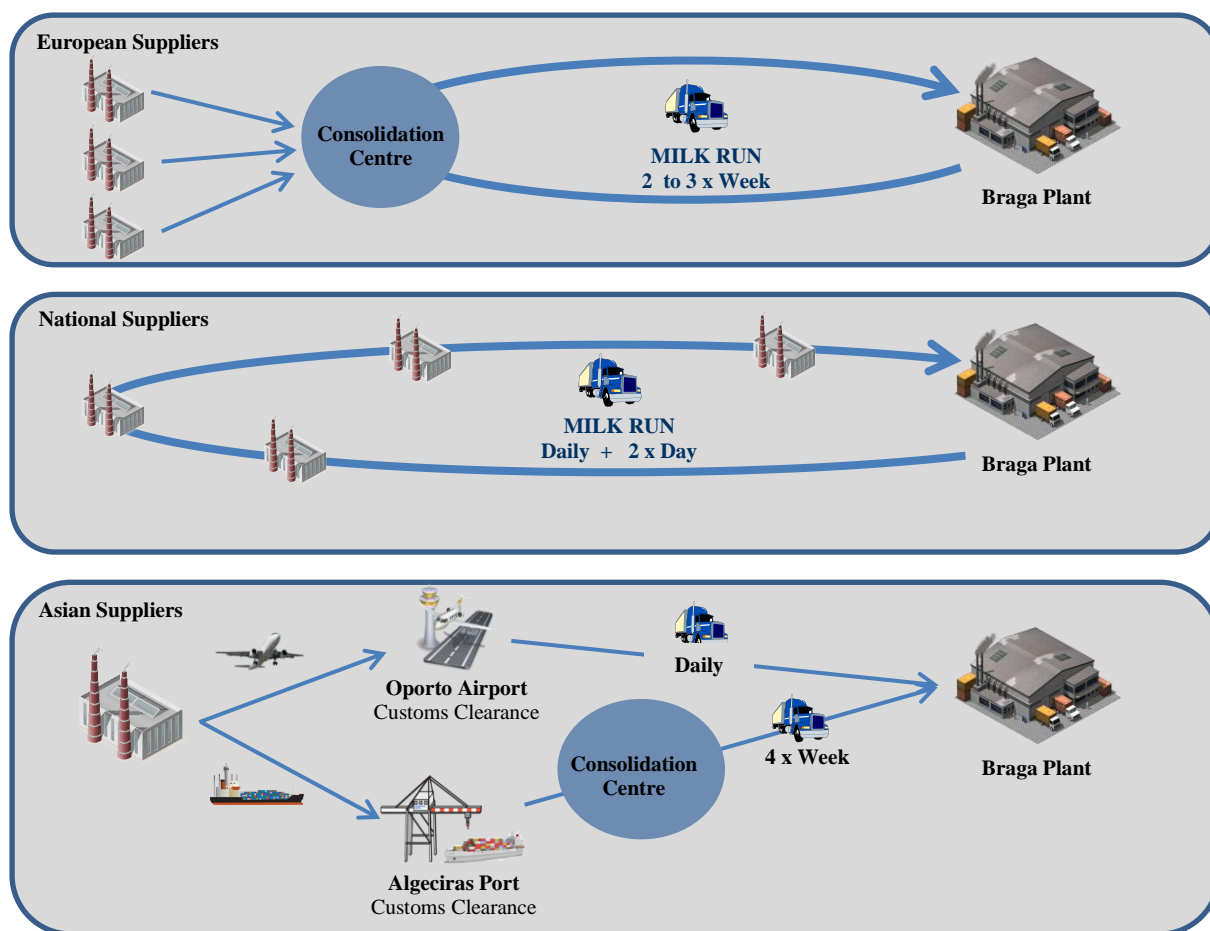 European Suppliers
Consolidation
Centre
MILK RUN
2 to 3 x Week
Braga Plant
National Suppliers
MILK RUN
Daily + 2 x Day
Braga Plant
Asian Suppliers
Oporto Airport
Customs Clearance
Daily
Consolidation
Centre
4 x Week
Braga Plant
Algeciras Port
Customs Clearance